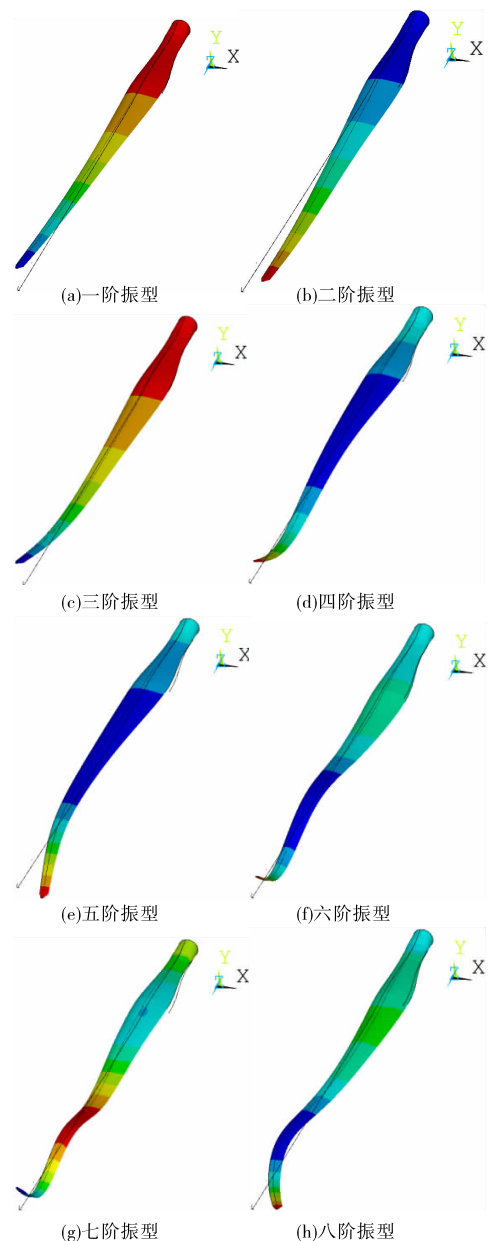 Y
Z X
Y
Z X
(a)一阶振型 (b)二阶振型
Y
Z X
Y
Z X
(c)三阶振型 (d)四阶振型
Y
Z X
Y
Z X
(e)五阶振型 (f)六阶振型
Y
Z X
Y
Z X
(g)七阶振型 (h)八阶振型